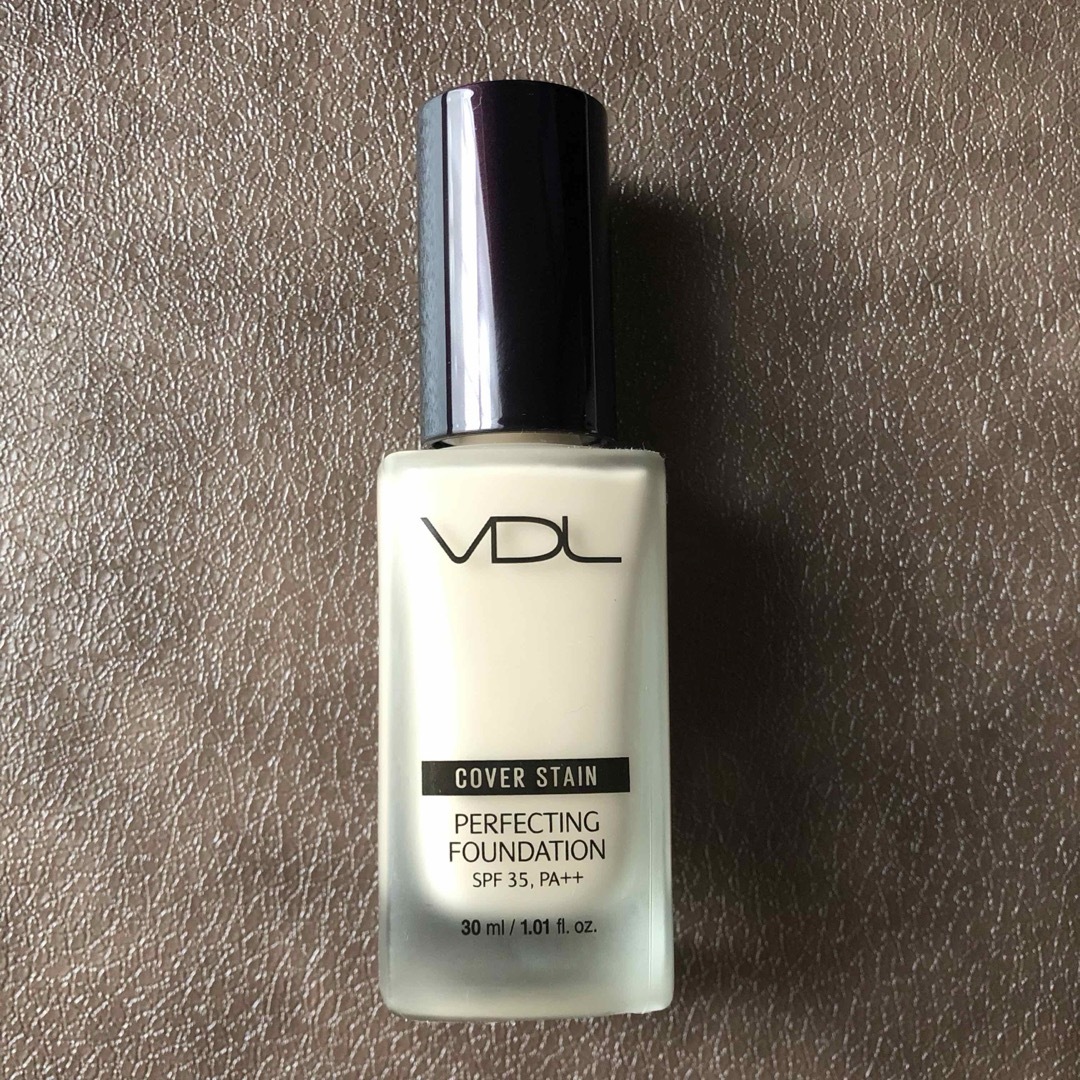 VDL
COVER STAIN
PERFECTING
FOUNDATION
SPF 35, PA++
30 ml / 1.01 fl. oz.